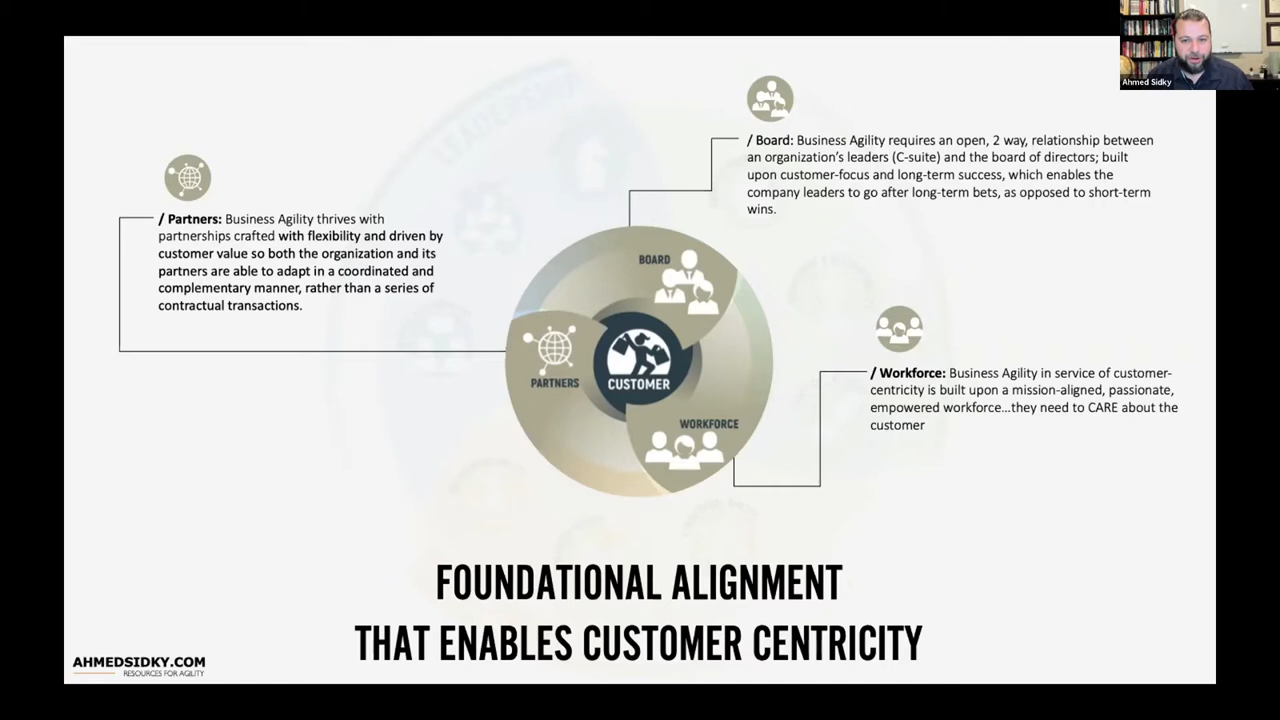 Ahmed Sidky
/ Board: Business Agility requires an open, 2 way, relationship between
an organization's leaders (C-suite) and the board of directors; built
upon customer-focus and long-term success, which enables the
company leaders to go after long-term bets, as opposed to short-term
wins.
/ Partners: Business Agility thrives with
partnerships crafted with flexibility and driven by
customer value so both the organization and its
partners are able to adapt in a coordinated and
complementary manner, rather than a series of
contractual transactions.
BOARD
PARTNERS
CUSTOMER
WORKFORCE
/ Workforce: Business Agility in service of customer-
centricity is built upon a mission-aligned, passionate,
empowered workforce...they need to CARE about the
customer
FOUNDATIONAL ALIGNMENT
THAT ENABLES CUSTOMER CENTRICITY
AHMEDSIDKY.COM
RESOURCES FOR AGILITY